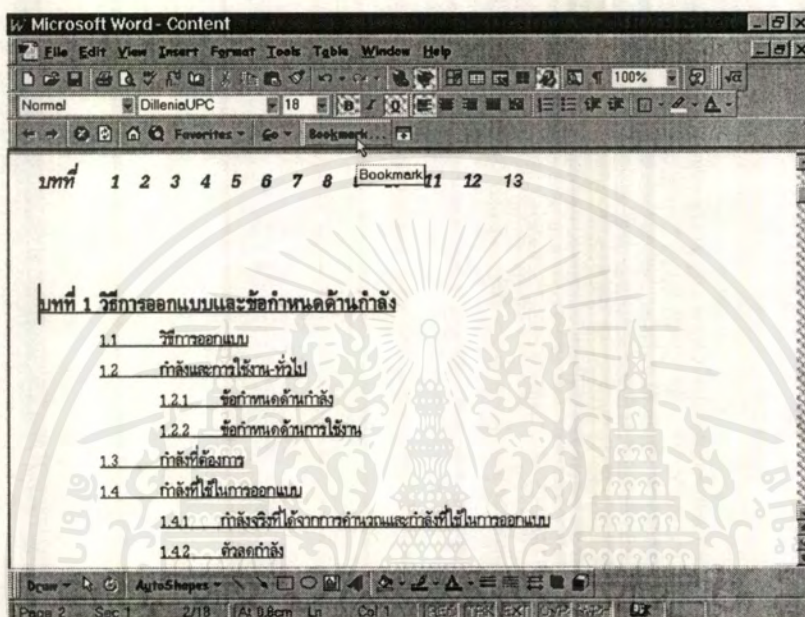 Microsoft Word - Content
File Edit View Insert Format Tools Table Window Help
100%
Normal DilleniaUPC 18 B I U
Favorites Go Bookmark...
บทที่ 1 2 3 4 5 6 7 8 11 12 13
Bookmark
บทที่ 1 วิธีการออกแบบและข้อกำหนดด้านกำลัง
1.1 วิธีการออกแบบ
1.2 กำลังและการใช้งาน-ทั่วไป
1.2.1 ข้อกำหนดด้านกำลัง
1.2.2 ข้อกำหนดด้านการใช้งาน
1.3 กำลังที่ต้องการ
1.4 กำลังที่ใช้ในการออกแบบ
1.4.1 กำลังจริงที่ได้จากการคำนวณและกำลังที่ใช้ในการออกแบบ
1.4.2 ตัวลดกำลัง
Draw AutoShapes
Page 2 Sec 1 2/18 At 0.8cm Ln Col 1 REC TRK EXT OVR WPH